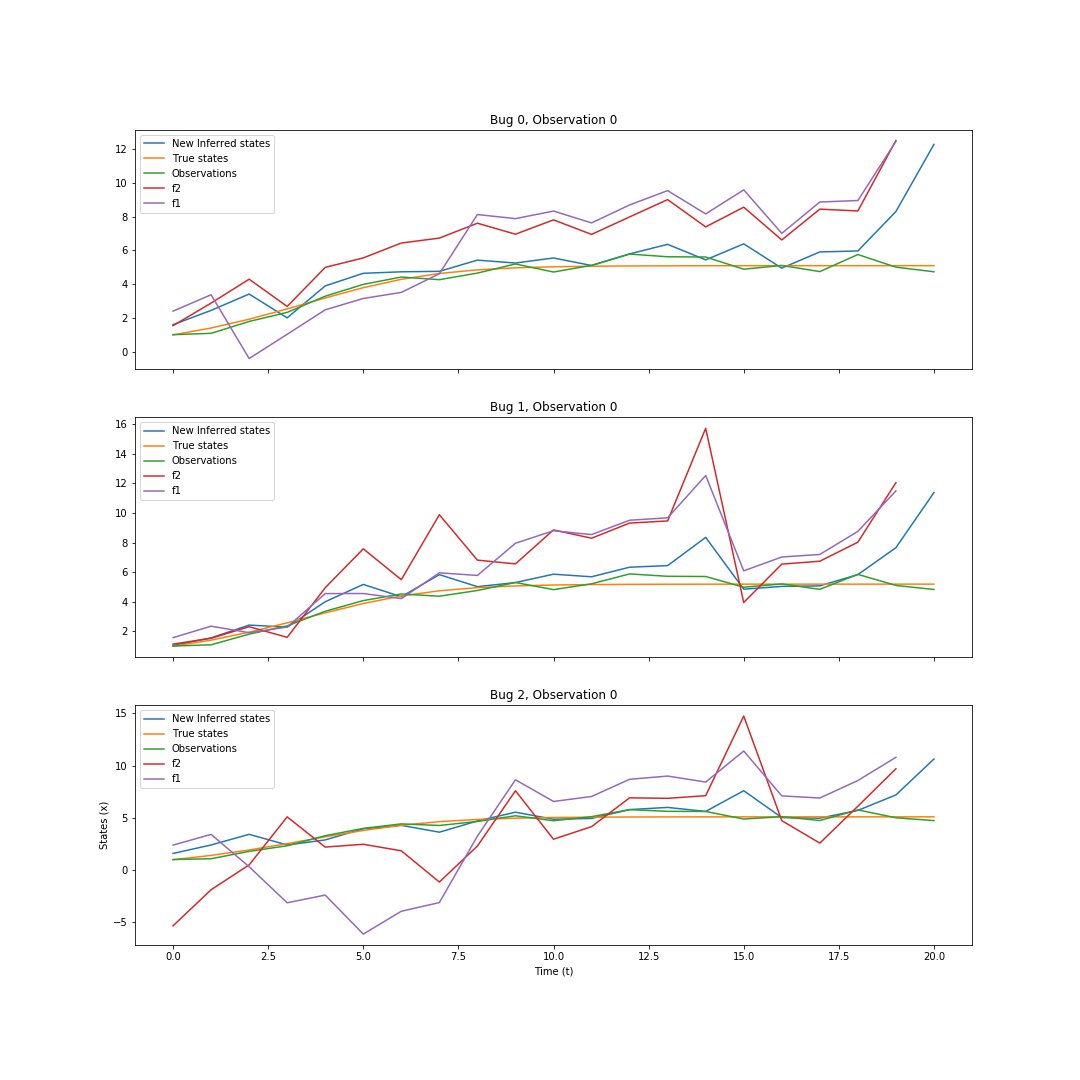 Bug 0, Observation 0
New Inferred states
True states
Observations
f2
f1
12
10
8
6
4
2
0
Bug 1, Observation 0
New Inferred states
True states
Observations
f2
f1
16
14
12
10
8
6
4
2
Bug 2, Observation 0
New Inferred states
True states
Observations
f2
f1
15
10
5
0
−5
States (x)
0.0 2.5 5.0 7.5 10.0 12.5 15.0 17.5 20.0
Time (t)